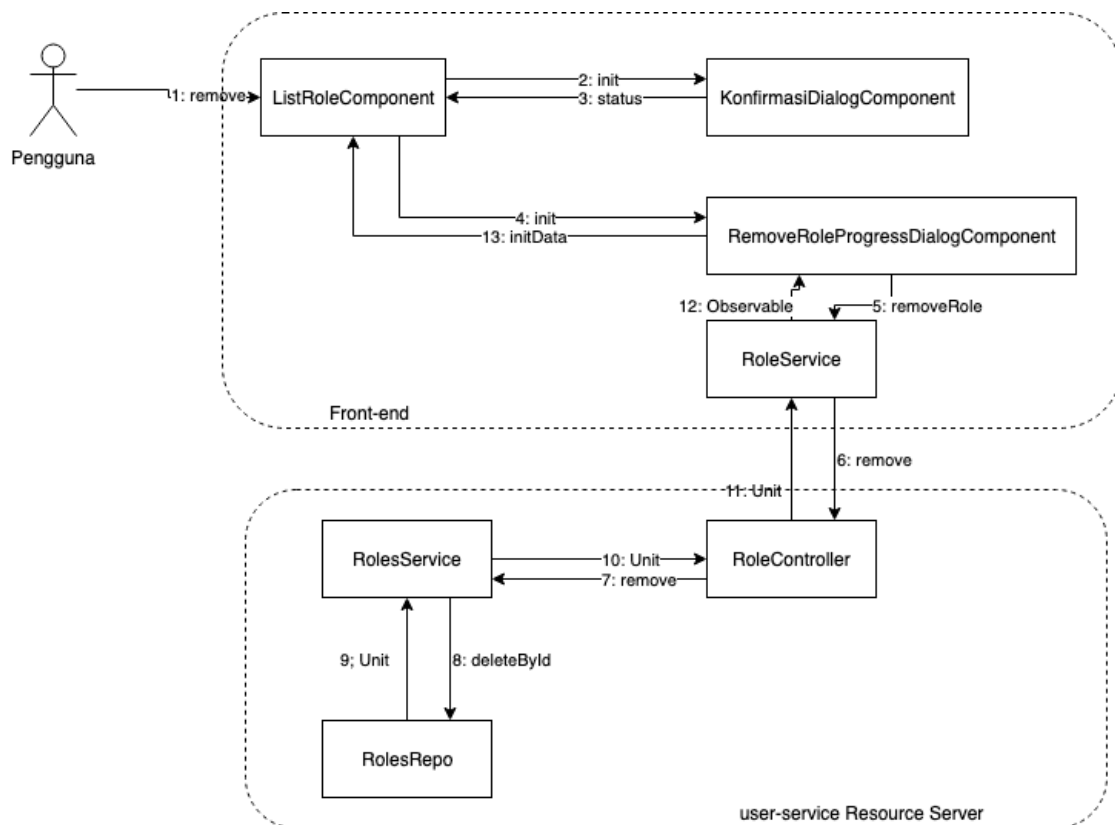 Pengguna
1: remove
ListRoleComponent
2: init
3: status
KonfirmasiDialogComponent
4: init
13: initData
RemoveRoleProgressDialogComponent
12: Observable
5: removeRole
RoleService
Front-end
6: remove
11: Unit
RolesService
10: Unit
7: remove
RoleController
9; Unit
8: deleteById
RolesRepo
user-service Resource Server